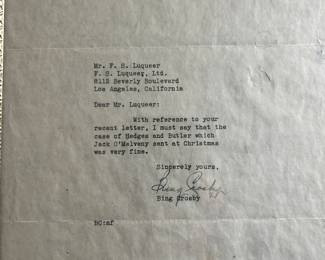 Mr. F. S. Luqueer
F. S. Luqueer, Ltd.
8112 Beverly Boulevard
Los Angeles, California
Dear Mr. Luqueer:
With reference to your
recent letter, I must say that the
case of Hedges and Butler which
Jack O'Melveny sent at Christmas
was very fine.
Sincerely yours,
Bing Crosby
Bing Crosby
BC:mf